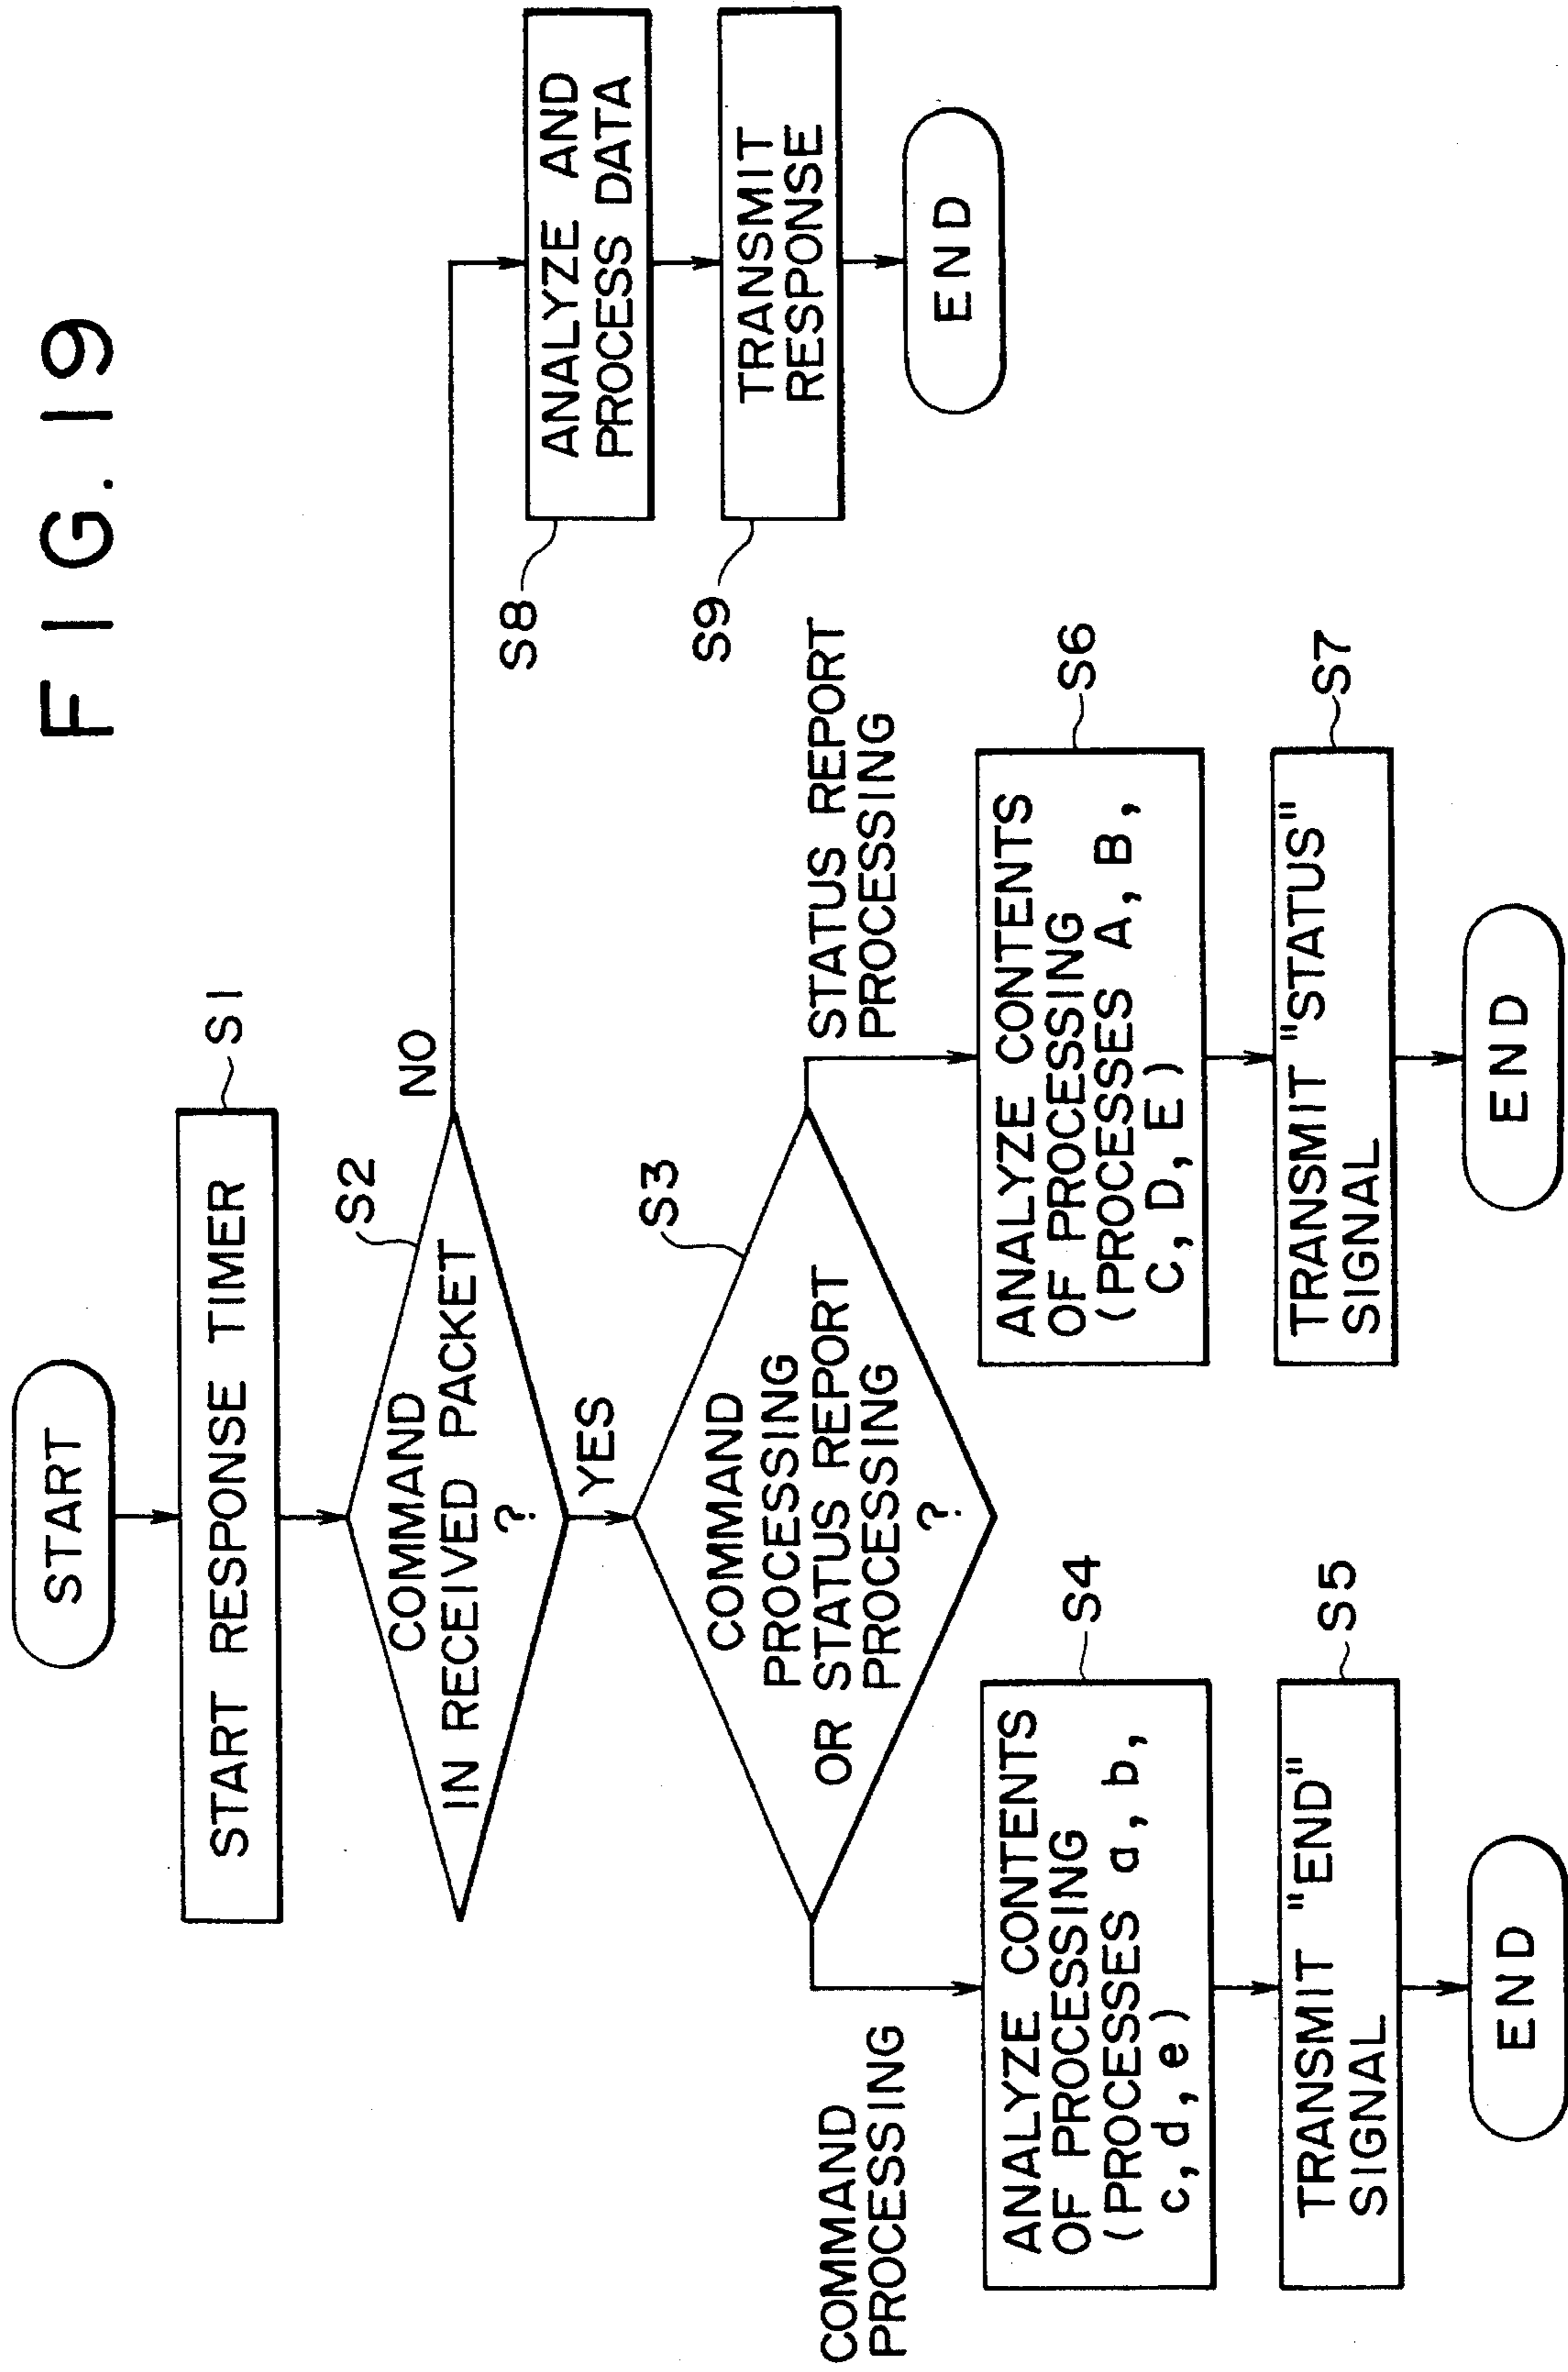 FIG. 19
START
START RESPONSE TIMER
S1
COMMAND
IN RECEIVED PACKET
?
S2
NO
YES
COMMAND
PROCESSING
OR STATUS REPORT
PROCESSING
?
S3
COMMAND
PROCESSING
ANALYZE CONTENTS
OF PROCESSING
(PROCESSES a, b,
c, d, e)
S4
TRANSMIT "END"
SIGNAL
S5
END
STATUS REPORT
PROCESSING
ANALYZE CONTENTS
OF PROCESSING
(PROCESSES A, B,
C, D, E)
S6
TRANSMIT "STATUS"
SIGNAL
S7
END
S8
ANALYZE AND
PROCESS DATA
S9
TRANSMIT
RESPONSE
END